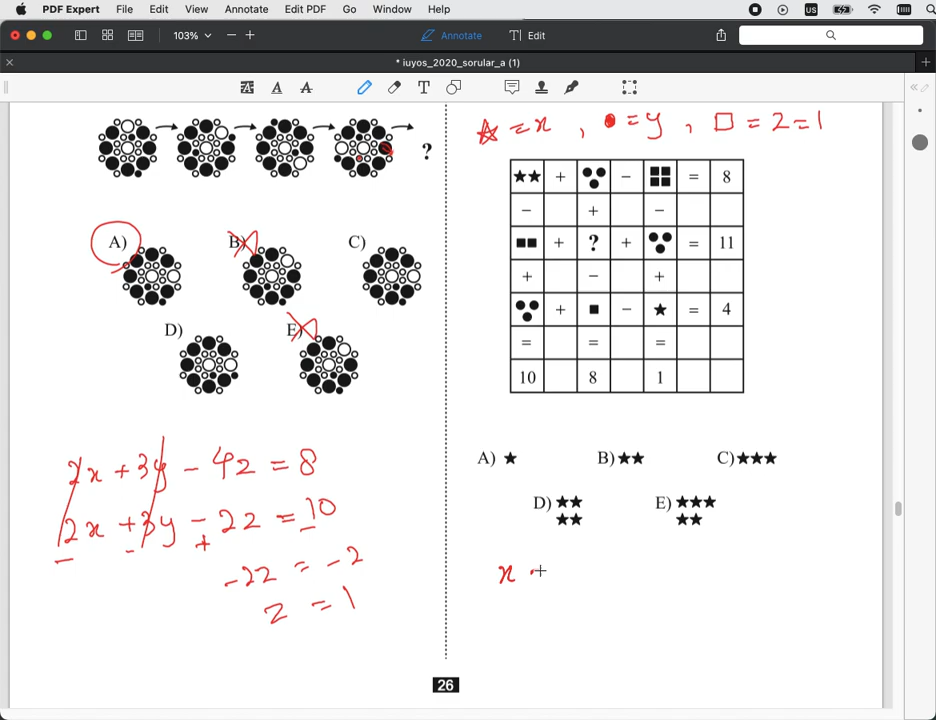 PDF Expert File Edit View Annotate Edit PDF Go Window Help US
103% Annotate T Edit
* iuyos_2020_sorular_a (1)
A A A T
?
A) B) C)
D) E)
2x + 3y - 4z = 8
2x + 3y - 2z = 10
- - +
-2z = -2
z = 1
☆ = x , • = y , □ = z = 1
★★ + ●●● − ■■■■ = 8
− + −
■■ + ? + ●●● = 11
+ − +
●●● + ■ − ★ = 4
= = =
10 8 1
A) ★ B) ★★ C) ★★★
D) ★★★★ E) ★★★★★
x +
26